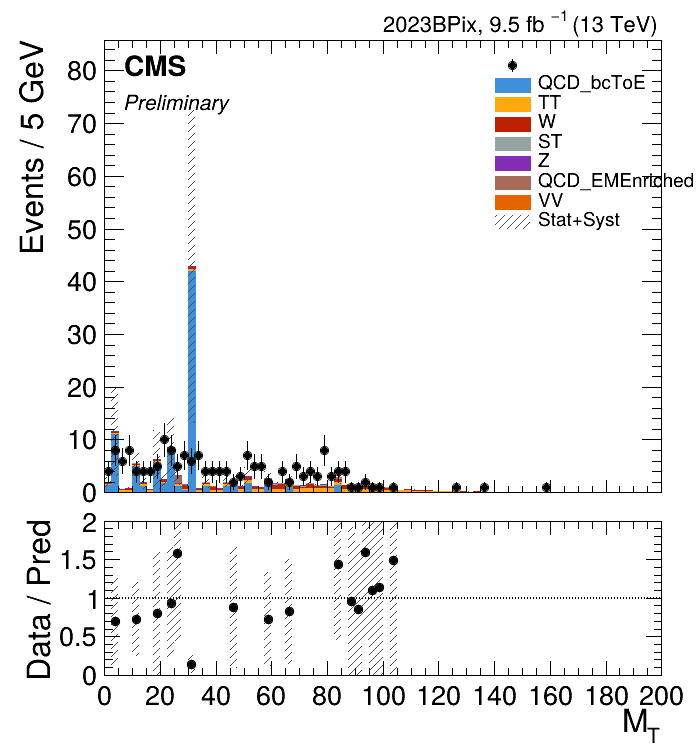 2023BPix, 9.5 fb⁻¹ (13 TeV)
CMS
Preliminary
Events / 5 GeV
80
70
60
50
40
30
20
10
0
QCD_bcToE
TT
W
ST
Z
QCD_EMEnriched
VV
Stat+Syst
Data / Pred
2
1.5
1
0.5
0
0 20 40 60 80 100 120 140 160 180 200
M_T